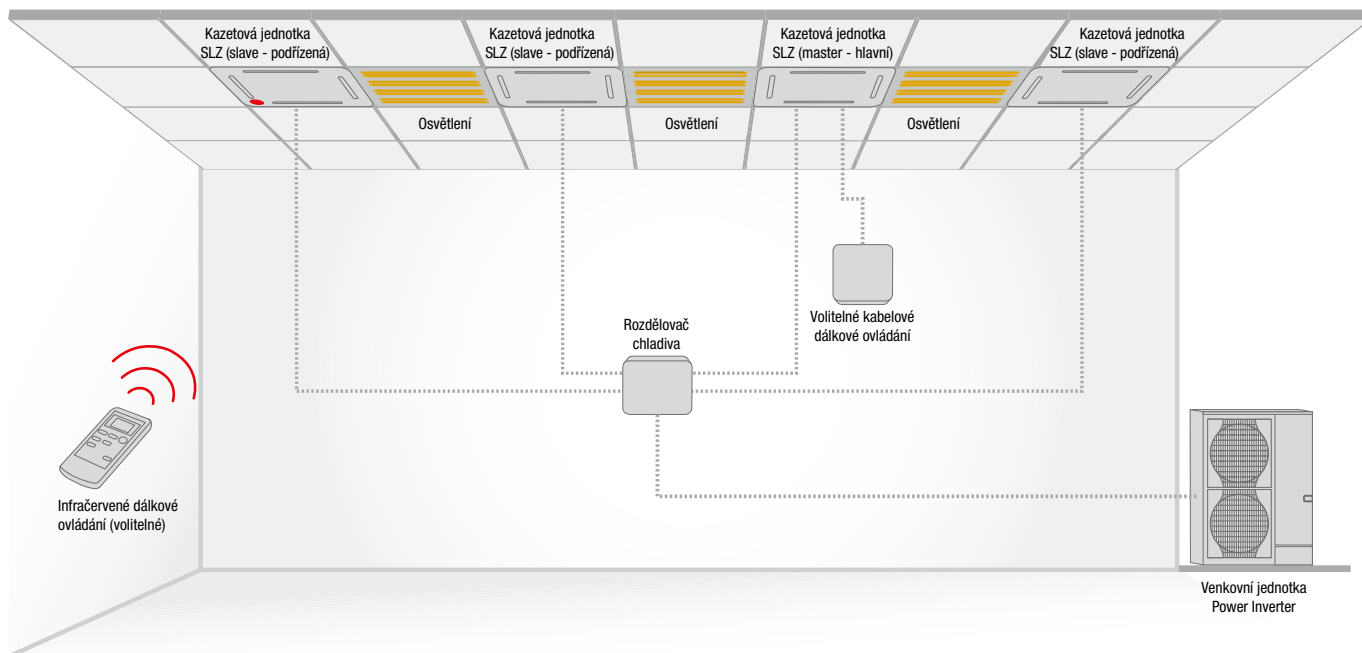 Kazetová jednotka
SLZ (slave - podřízená)
Kazetová jednotka
SLZ (slave - podřízená)
Kazetová jednotka
SLZ (master - hlavní)
Kazetová jednotka
SLZ (slave - podřízená)
Osvětlení
Osvětlení
Osvětlení
Volitelné kabelové
dálkové ovládání
Rozdělovač
chladiva
Infračervené dálkové
ovládání (volitelné)
Venkovní jednotka
Power Inverter